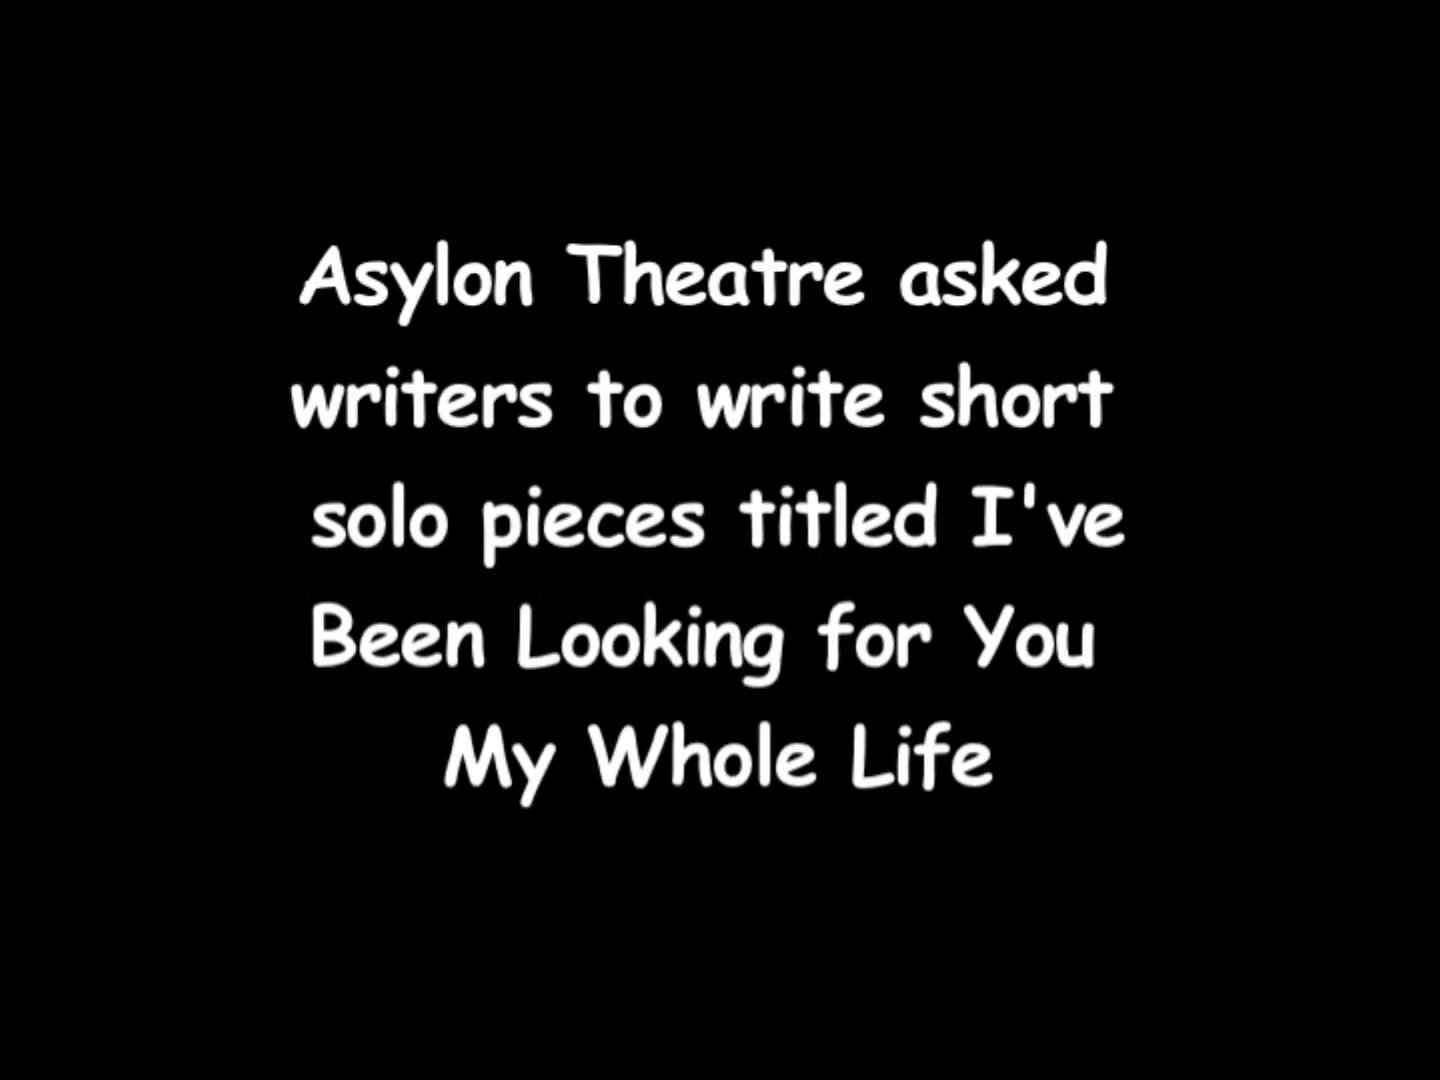 Asylon Theatre asked
writers to write short
solo pieces titled I've
Been Looking for You
My Whole Life